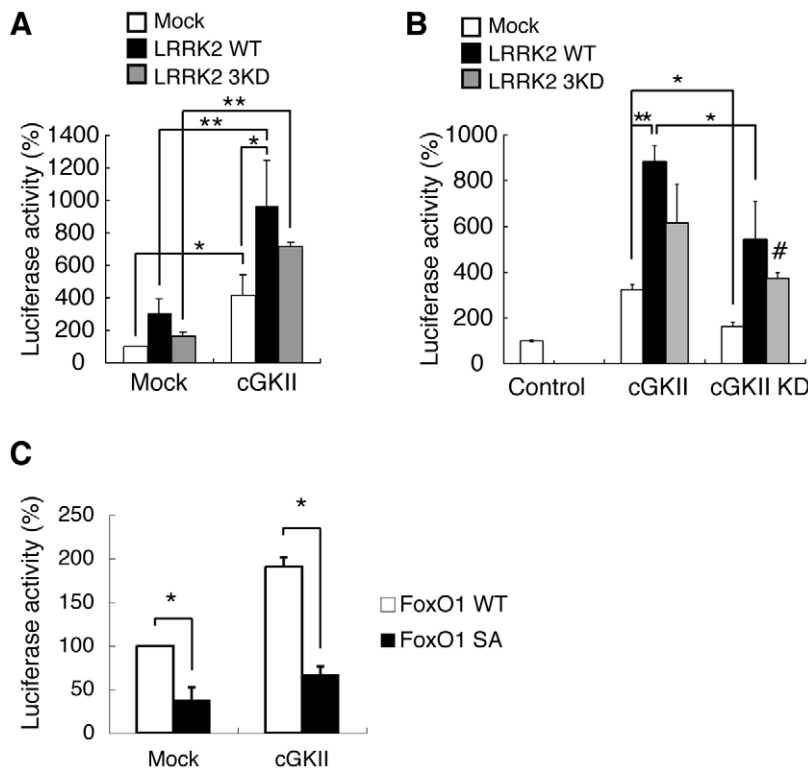 A
Mock
LRRK2 WT
LRRK2 3KD
Luciferase activity (%)
1400
1200
1000
800
600
400
200
0
**
**
*
*
Mock
cGKII
B
Mock
LRRK2 WT
LRRK2 3KD
Luciferase activity (%)
1000
800
600
400
200
0
*
**
*
#
Control
cGKII
cGKII KD
C
Luciferase activity (%)
250
200
150
100
50
0
*
*
Mock
cGKII
FoxO1 WT
FoxO1 SA